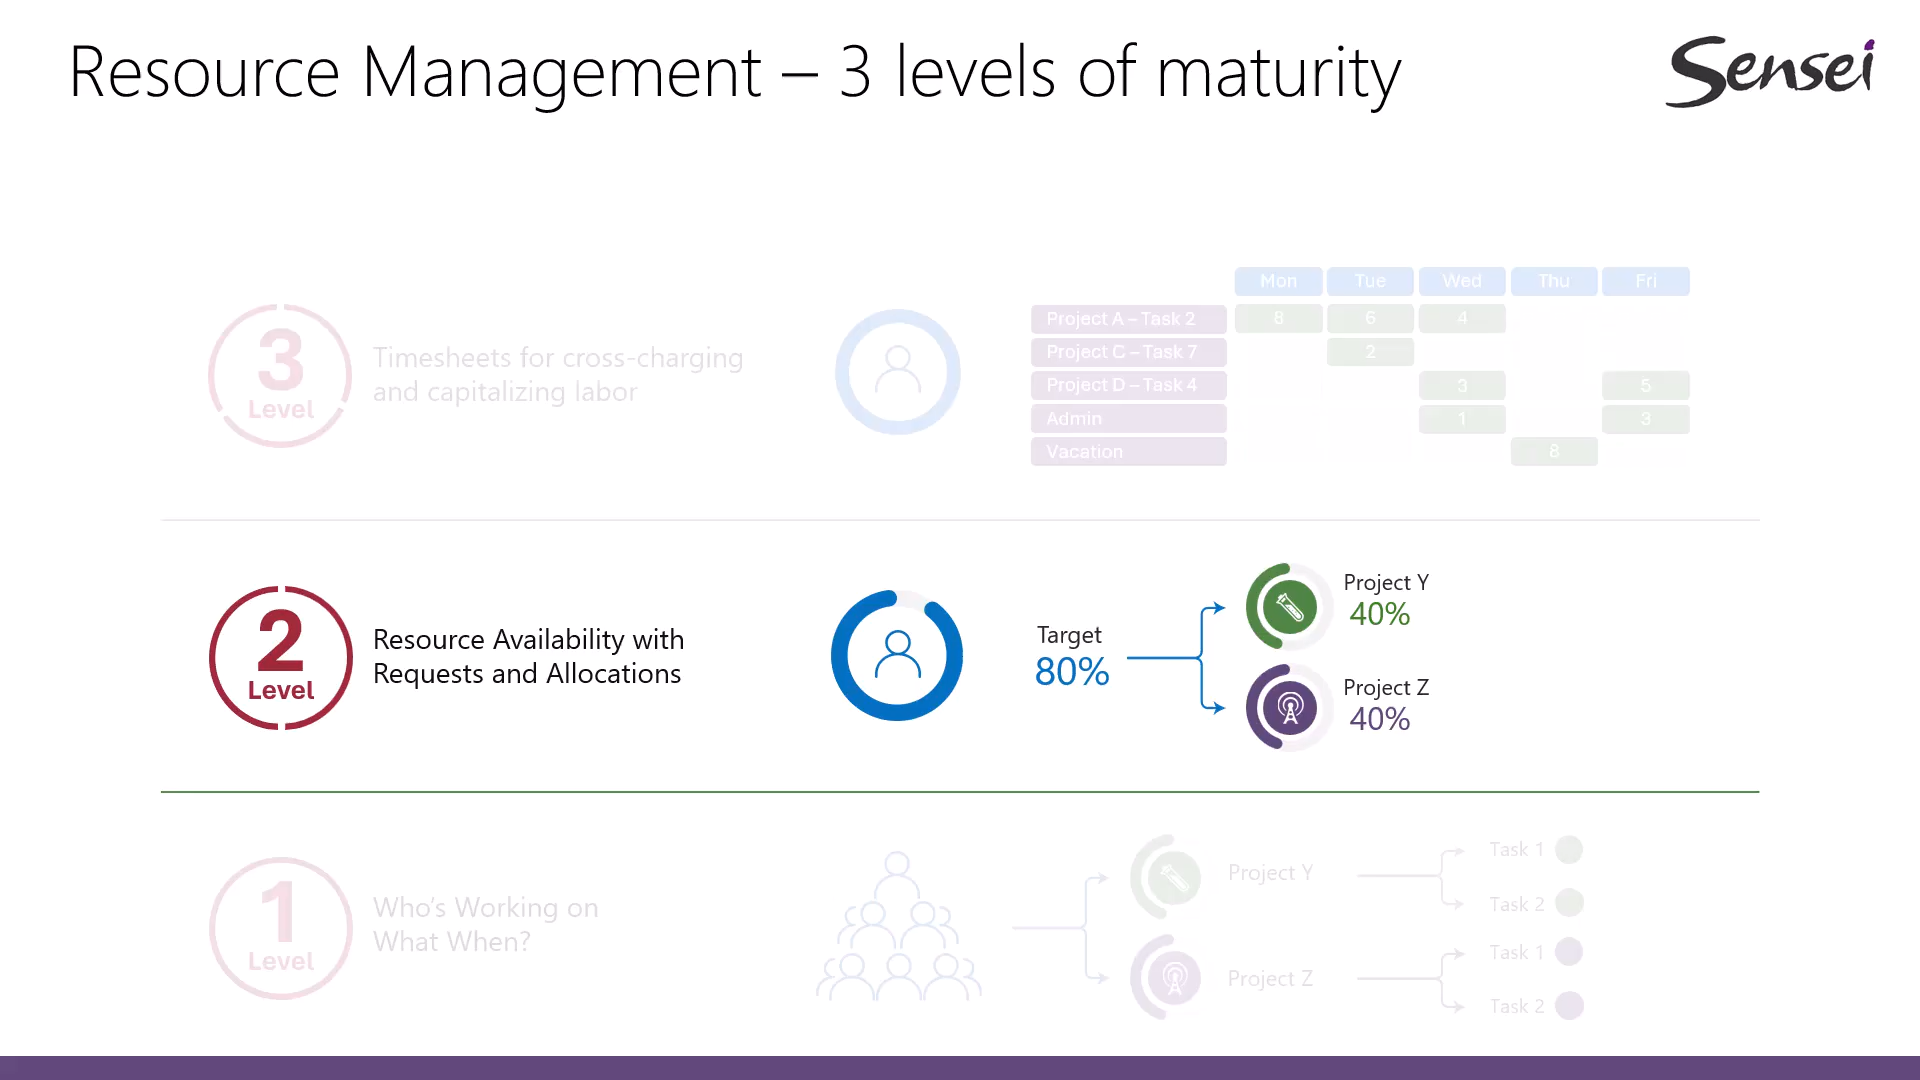 Resource Management – 3 levels of maturity
Sensei
3
Level
Timesheets for cross-charging
and capitalizing labor
Mon Tue Wed Thu Fri
Project A – Task 2 8 6 4
Project C – Task 7 2
Project D – Task 4 3 5
Admin 1 3
Vacation 8
2
Level
Resource Availability with
Requests and Allocations
Target
80%
Project Y
40%
Project Z
40%
1
Level
Who's Working on
What When?
Project Y
Task 1
Task 2
Project Z
Task 1
Task 2